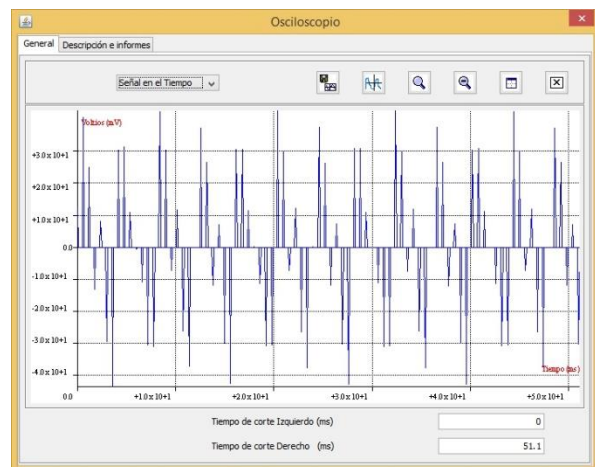 Osciloscopio
General Descripción e informes
Señal en el Tiempo
Voltios (mV)
+3.0 x 10+1
+2.0 x 10+1
+1.0 x 10+1
0.0
-1.0 x 10+1
-2.0 x 10+1
-3.0 x 10+1
-4.0 x 10+1
Tiempo (ms)
0.0 +1.0 x 10+1 +2.0 x 10+1 +3.0 x 10+1 +4.0 x 10+1 +5.0 x 10+1
Tiempo de corte Izquierdo (ms) 0
Tiempo de corte Derecho (ms) 51.1